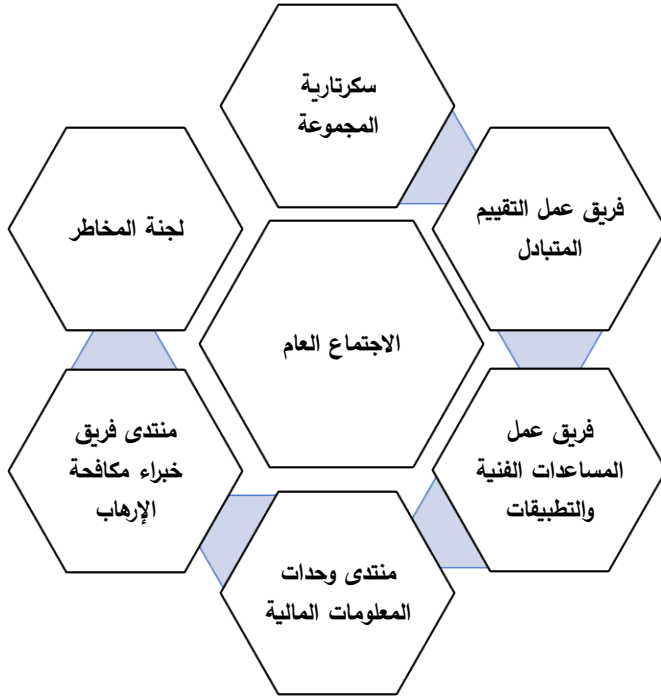 سكرتارية
المجموعة
فريق عمل التقييم
المتبادل
فريق عمل
المساعدات الفنية
والتطبيقات
منتدى وحدات
المعلومات المالية
منتدى فريق
خبراء مكافحة
الإرهاب
لجنة المخاطر
الاجتماع العام